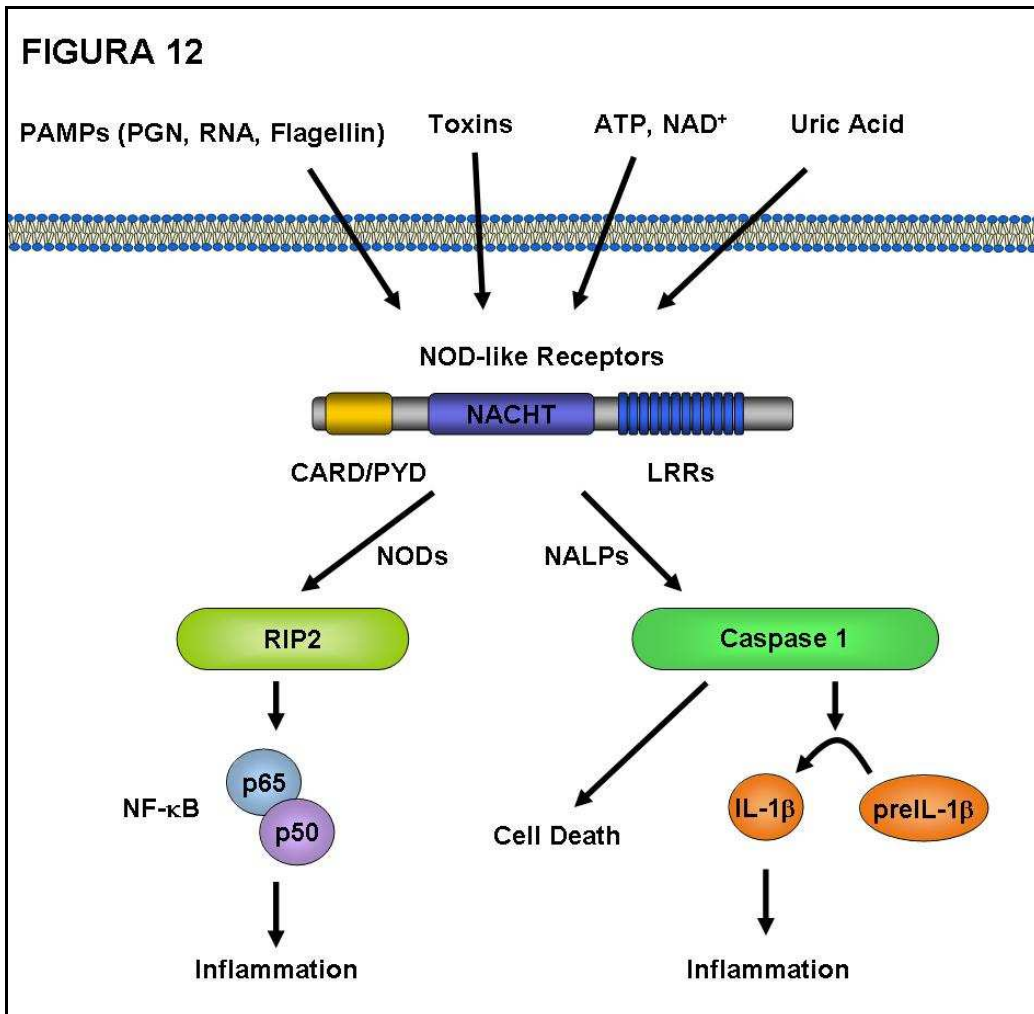 FIGURA 12
PAMPs (PGN, RNA, Flagellin)
Toxins
ATP, NAD⁺
Uric Acid
NOD-like Receptors
NACHT
CARD/PYD
LRRs
NODs
NALPs
RIP2
Caspase 1
p65
NF-κB
p50
Cell Death
IL-1β
preIL-1β
Inflammation
Inflammation